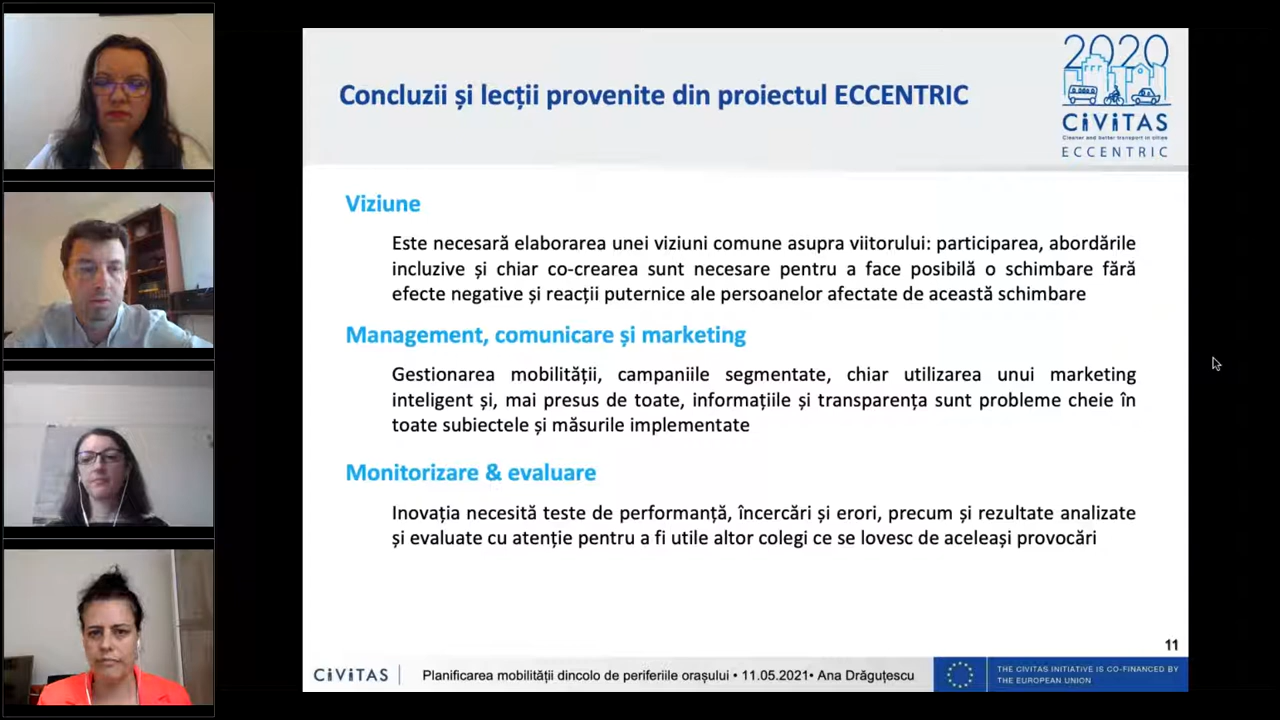 Concluzii și lecții provenite din proiectul ECCENTRIC
2020
CiViTAS
Cleaner and better transport in cities
ECCENTRIC
Viziune
Este necesară elaborarea unei viziuni comune asupra viitorului: participarea, abordările
incluzive și chiar co-crearea sunt necesare pentru a face posibilă o schimbare fără
efecte negative și reacții puternice ale persoanelor afectate de această schimbare
Management, comunicare și marketing
Gestionarea mobilității, campaniile segmentate, chiar utilizarea unui marketing
inteligent și, mai presus de toate, informațiile și transparența sunt probleme cheie în
toate subiectele și măsurile implementate
Monitorizare & evaluare
Inovația necesită teste de performanță, încercări și erori, precum și rezultate analizate
și evaluate cu atenție pentru a fi utile altor colegi ce se lovesc de aceleași provocări
11
CiViTAS
Planificarea mobilității dincolo de periferiile orașului • 11.05.2021• Ana Drăguțescu
THE CIVITAS INITIATIVE IS CO-FINANCED BY
THE EUROPEAN UNION